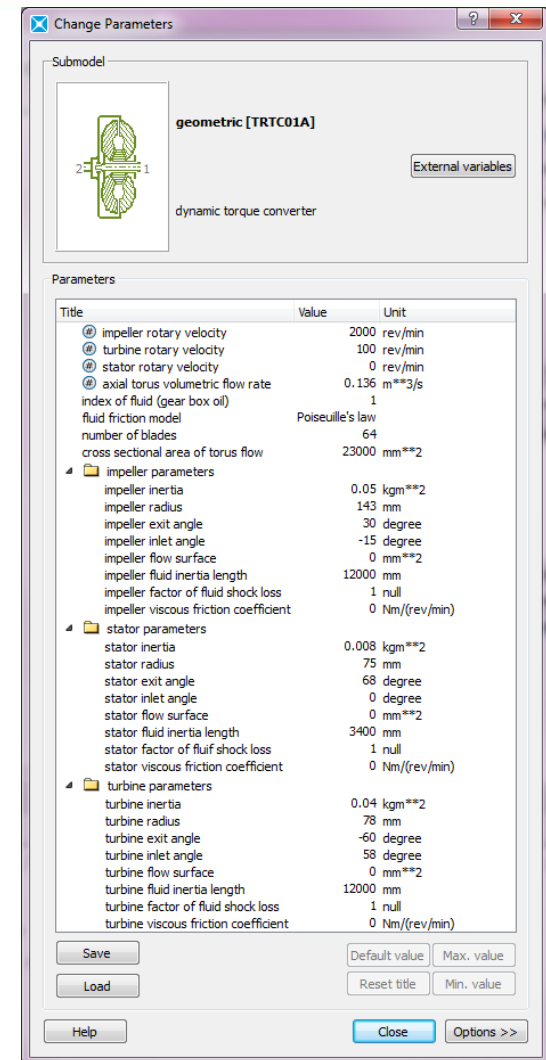 Change Parameters
?
X
Submodel
geometric [TRTC01A]
2 1
External variables
dynamic torque converter
Parameters
Title Value Unit
# impeller rotary velocity 2000 rev/min
# turbine rotary velocity 100 rev/min
# stator rotary velocity 0 rev/min
# axial torus volumetric flow rate 0.136 m**3/s
index of fluid (gear box oil) 1
fluid friction model Poiseuille's law
number of blades 64
cross sectional area of torus flow 23000 mm**2
impeller parameters
impeller inertia 0.05 kgm**2
impeller radius 143 mm
impeller exit angle 30 degree
impeller inlet angle -15 degree
impeller flow surface 0 mm**2
impeller fluid inertia length 12000 mm
impeller factor of fluid shock loss 1 null
impeller viscous friction coefficient 0 Nm/(rev/min)
stator parameters
stator inertia 0.008 kgm**2
stator radius 75 mm
stator exit angle 68 degree
stator inlet angle 0 degree
stator flow surface 0 mm**2
stator fluid inertia length 3400 mm
stator factor of fluif shock loss 1 null
stator viscous friction coefficient 0 Nm/(rev/min)
turbine parameters
turbine inertia 0.04 kgm**2
turbine radius 78 mm
turbine exit angle -60 degree
turbine inlet angle 58 degree
turbine flow surface 0 mm**2
turbine fluid inertia length 12000 mm
turbine factor of fluid shock loss 1 null
turbine viscous friction coefficient 0 Nm/(rev/min)
Save Default value Max. value
Load Reset title Min. value
Help Close Options >>